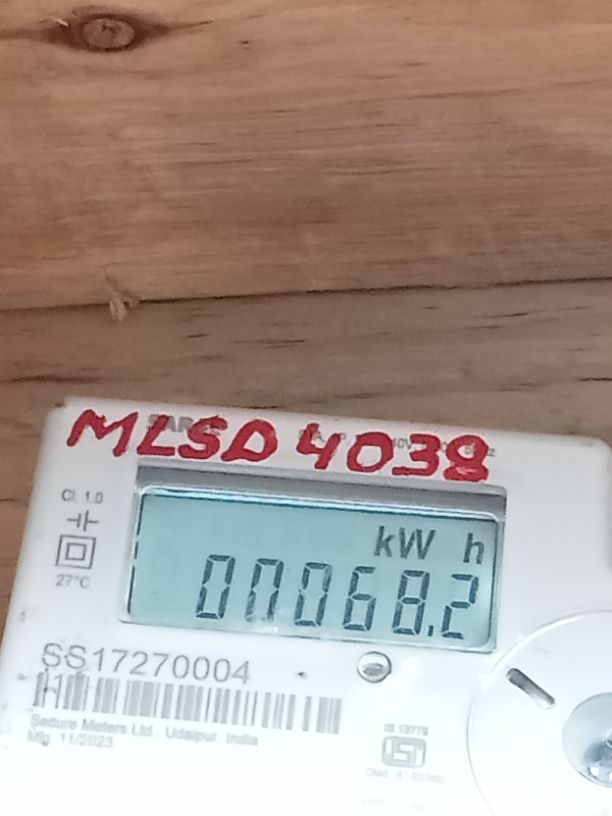 MLSD 4038
Cl. 1.0
27°C
kW h
00068.2
SS17270004
Secure Meters Ltd., Udaipur. India
Mfg. 11/2023
IS 13779